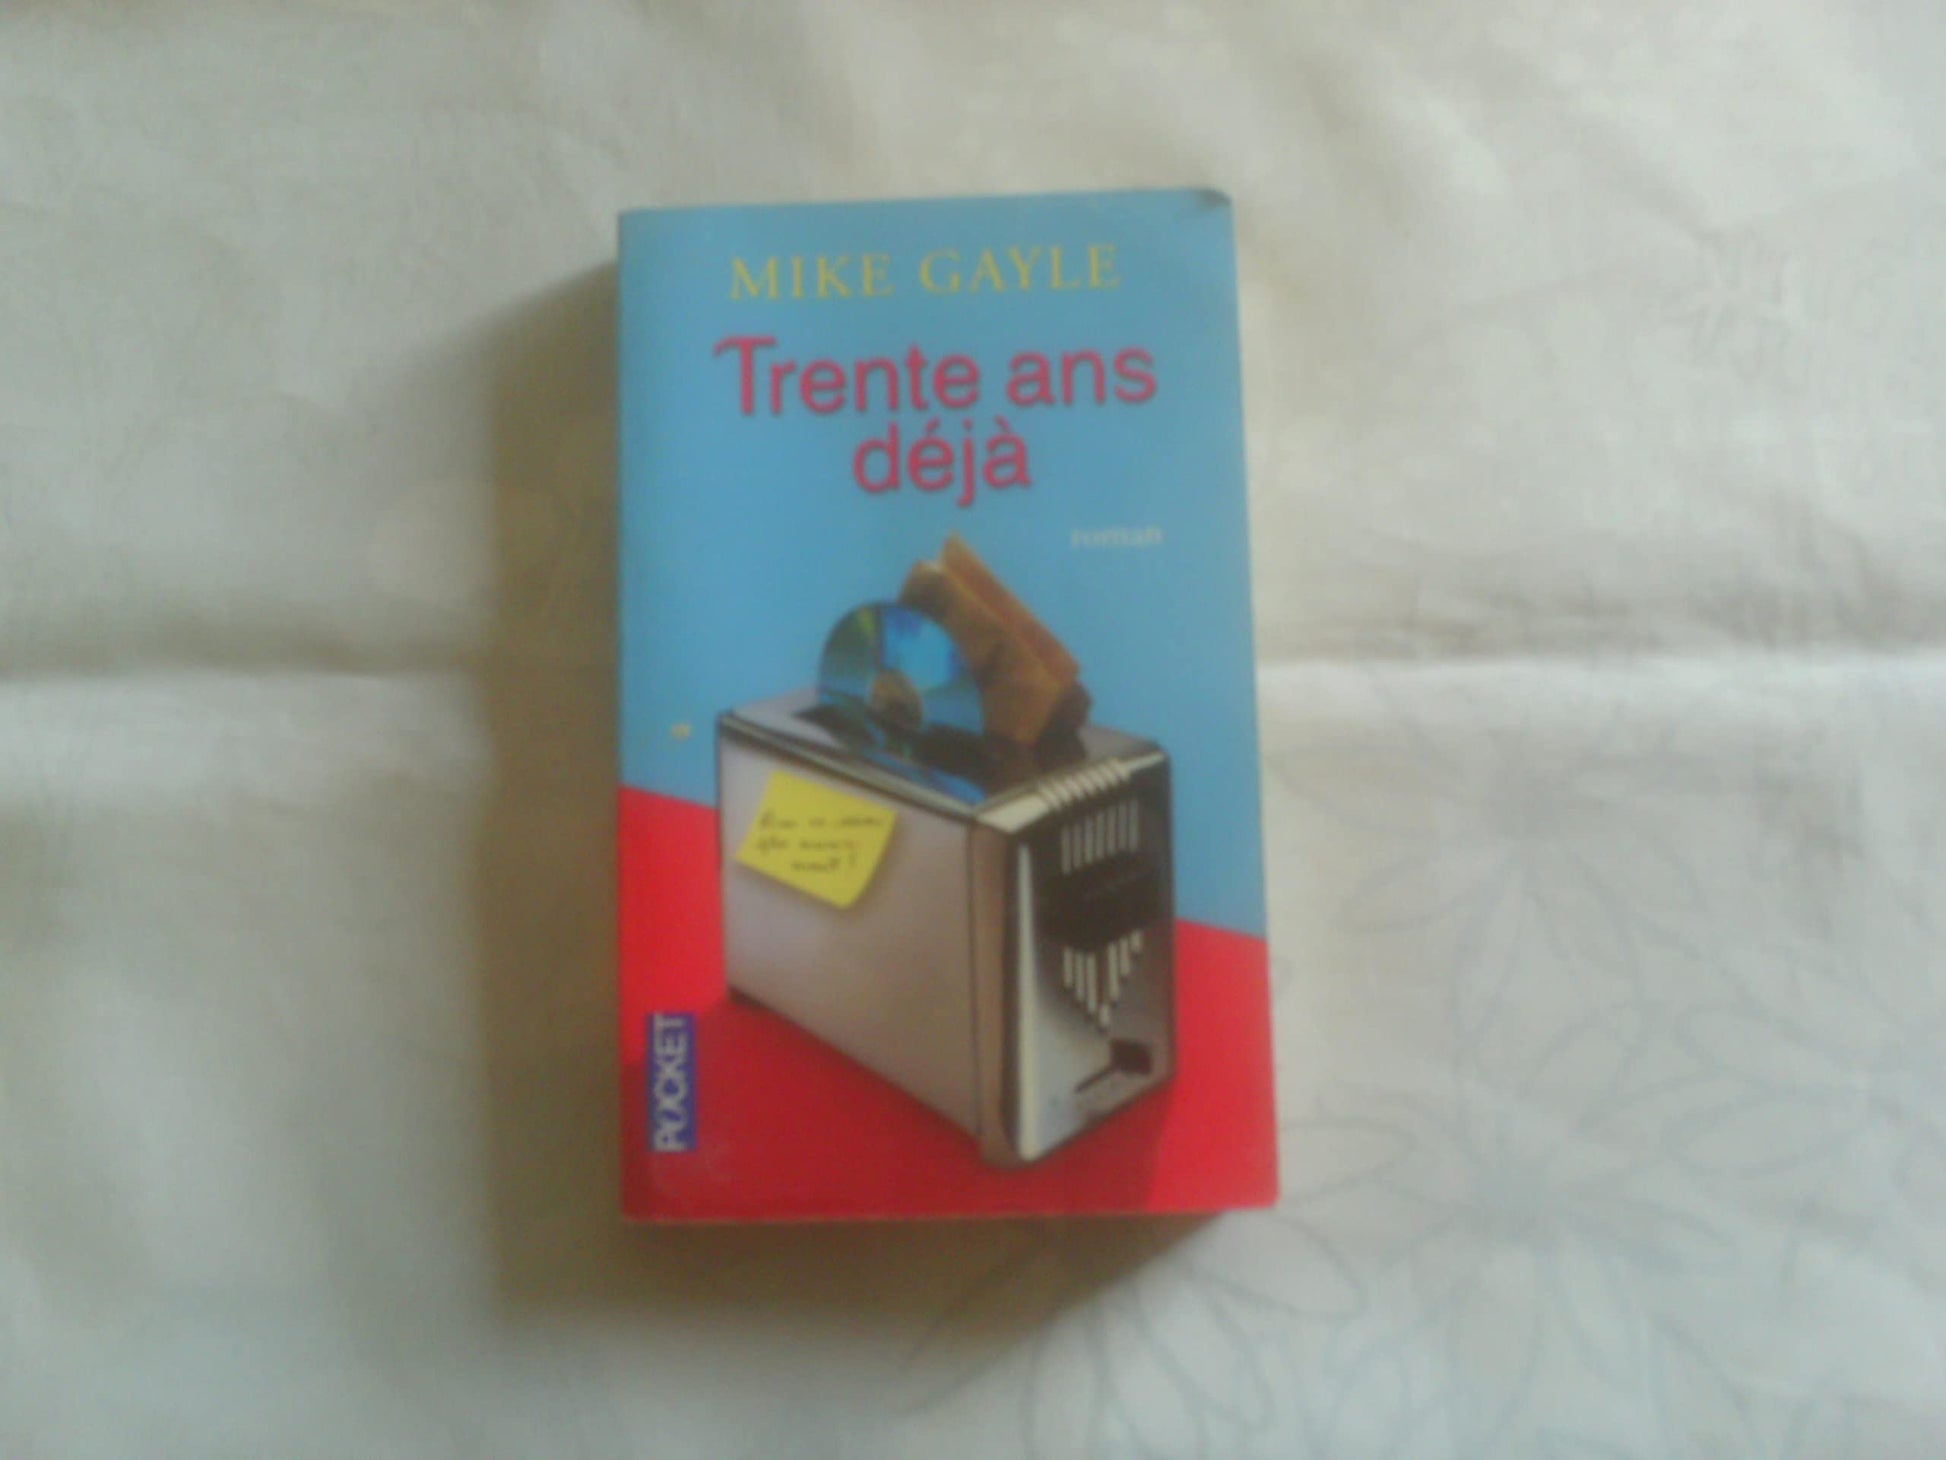 MIKE GAYLE
Trente ans
déjà
roman
POCKET